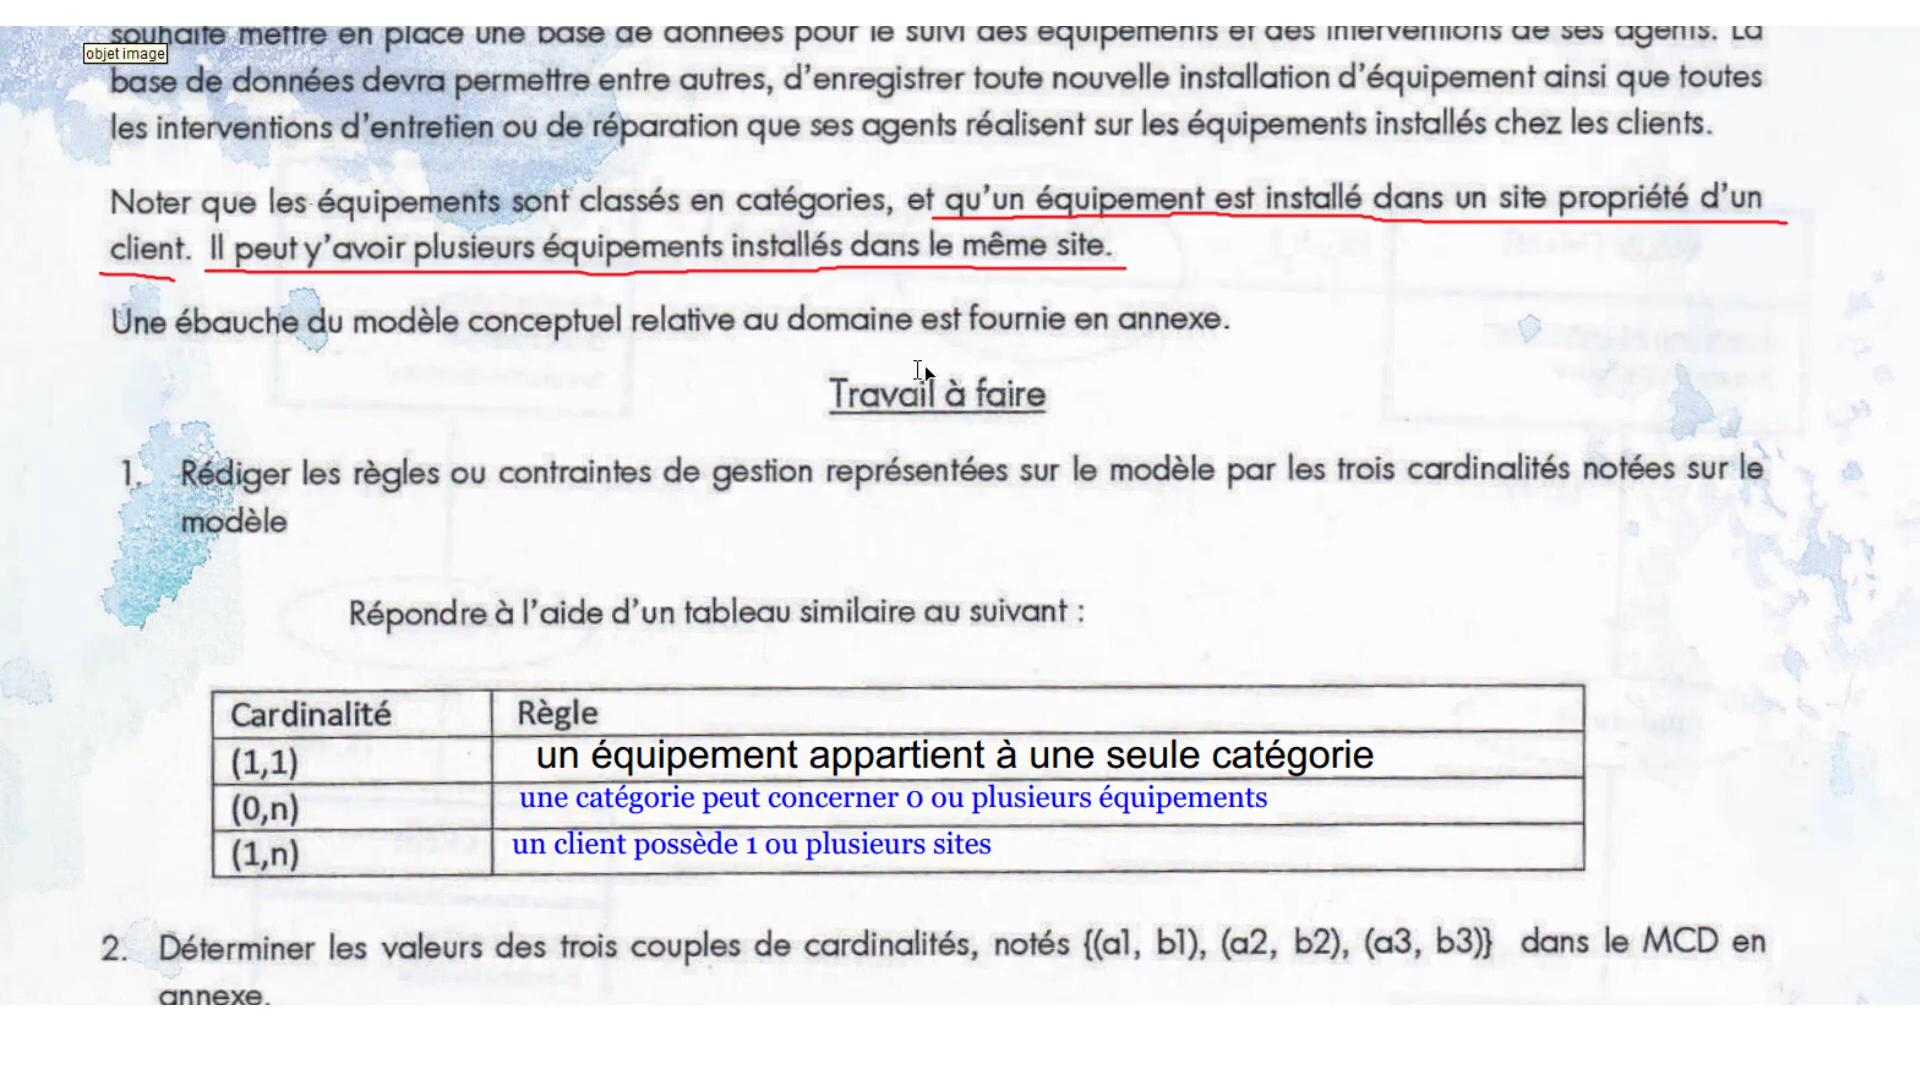 souhaite mettre en place une base de données pour le suivi des équipements et des interventions de ses agents. La
objet image
base de données devra permettre entre autres, d'enregistrer toute nouvelle installation d'équipement ainsi que toutes
les interventions d'entretien ou de réparation que ses agents réalisent sur les équipements installés chez les clients.
Noter que les équipements sont classés en catégories, et qu'un équipement est installé dans un site propriété d'un
client. Il peut y'avoir plusieurs équipements installés dans le même site.
Une ébauche du modèle conceptuel relative au domaine est fournie en annexe.
Travail à faire
1. Rédiger les règles ou contraintes de gestion représentées sur le modèle par les trois cardinalités notées sur le
modèle
Répondre à l'aide d'un tableau similaire au suivant :
Cardinalité Règle
(1,1) un équipement appartient à une seule catégorie
(0,n) une catégorie peut concerner 0 ou plusieurs équipements
(1,n) un client possède 1 ou plusieurs sites
2. Déterminer les valeurs des trois couples de cardinalités, notés {(a1, b1), (a2, b2), (a3, b3)} dans le MCD en
annexe.